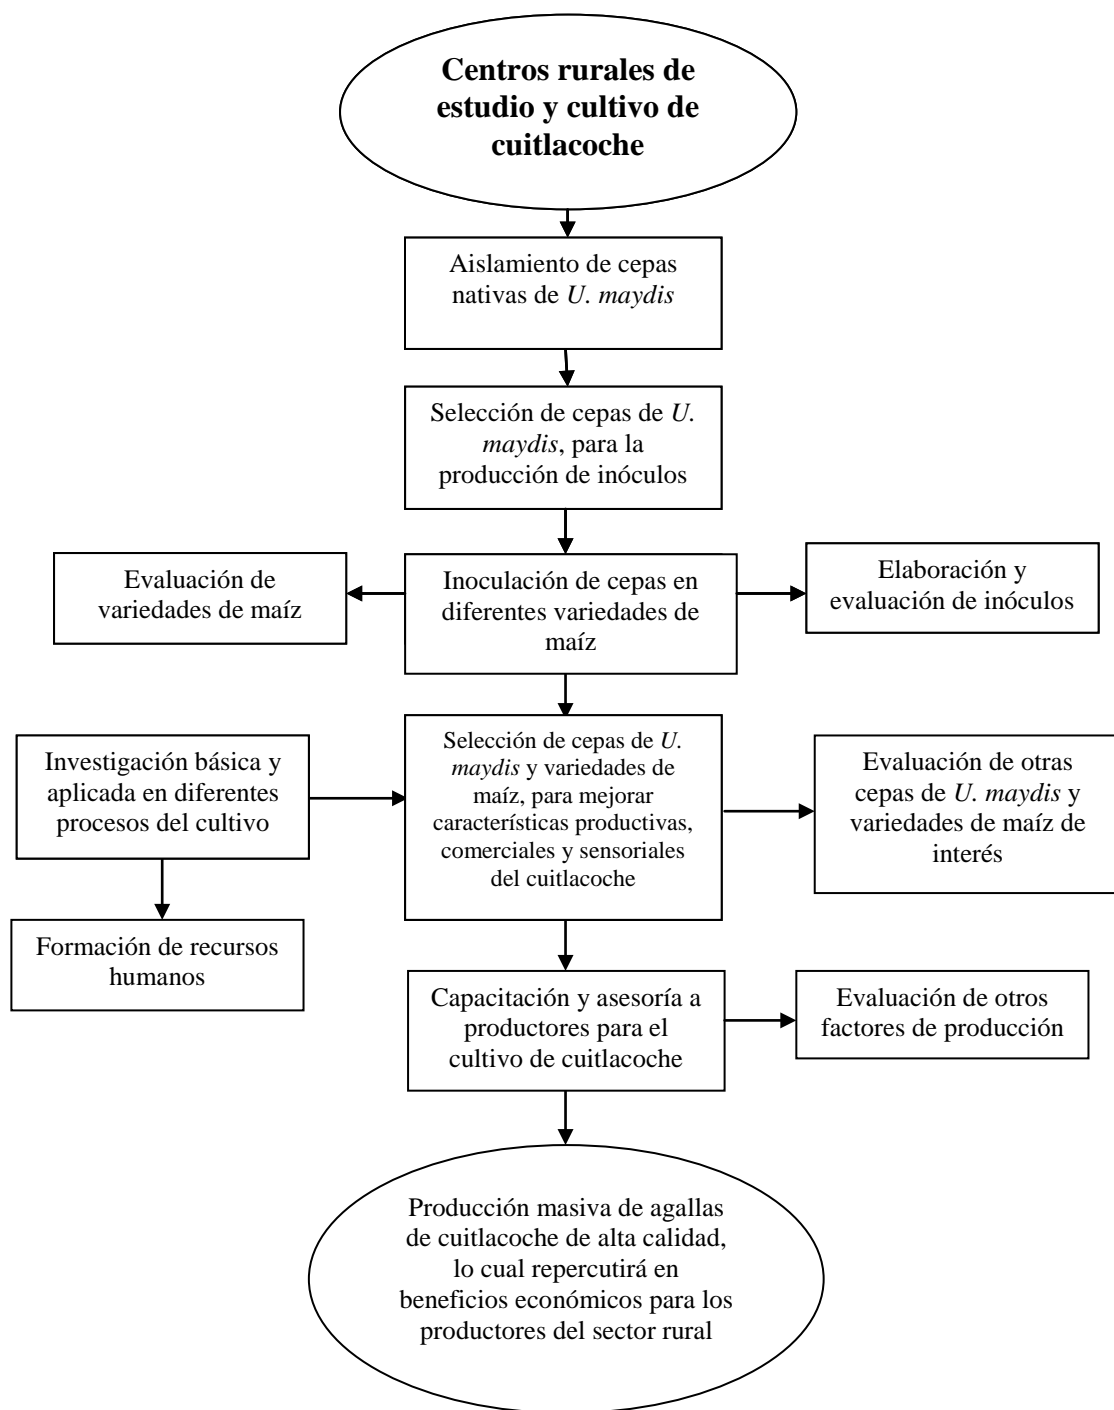 Centros rurales de
estudio y cultivo de
cuitlacoche
Aislamiento de cepas
nativas de U. maydis
Selección de cepas de U.
maydis, para la
producción de inóculos
Evaluación de
variedades de maíz
Inoculación de cepas en
diferentes variedades de
maíz
Elaboración y
evaluación de inóculos
Investigación básica y
aplicada en diferentes
procesos del cultivo
Selección de cepas de U.
maydis y variedades de
maíz, para mejorar
características productivas,
comerciales y sensoriales
del cuitlacoche
Evaluación de otras
cepas de U. maydis y
variedades de maíz de
interés
Formación de recursos
humanos
Capacitación y asesoría a
productores para el
cultivo de cuitlacoche
Evaluación de otros
factores de producción
Producción masiva de agallas
de cuitlacoche de alta calidad,
lo cual repercutirá en
beneficios económicos para los
productores del sector rural